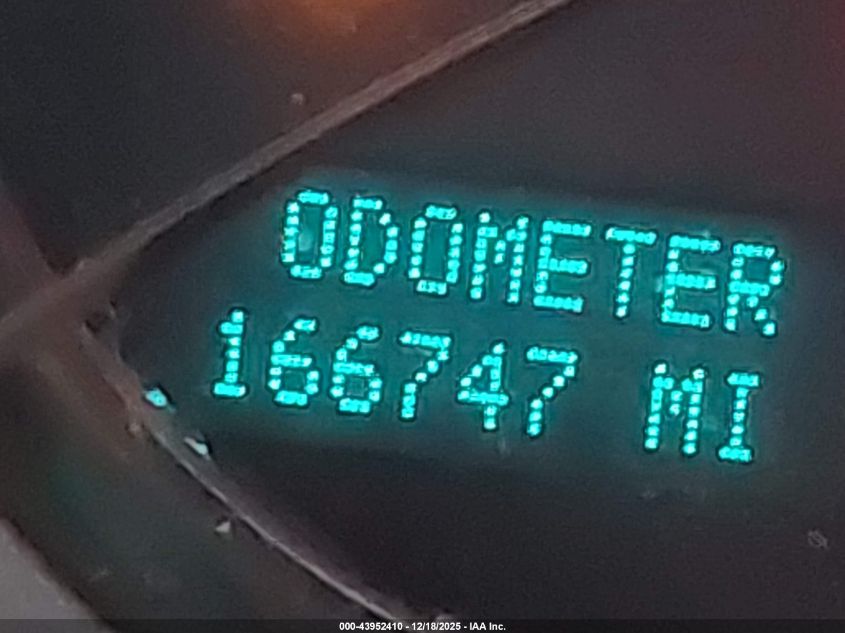 ODOMETER
166747 MI
000-43952410 - 12/18/2025 - IAA Inc.